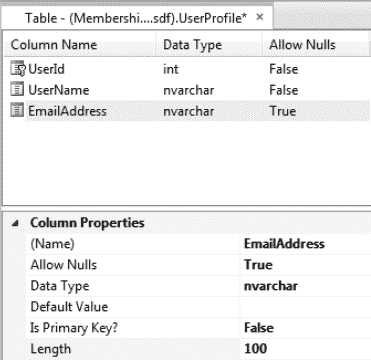 Table - (Membershi....sdf).UserProfile* ×
Column Name Data Type Allow Nulls
UserId int False
UserName nvarchar False
EmailAddress nvarchar True
Column Properties
(Name) EmailAddress
Allow Nulls True
Data Type nvarchar
Default Value
Is Primary Key? False
Length 100